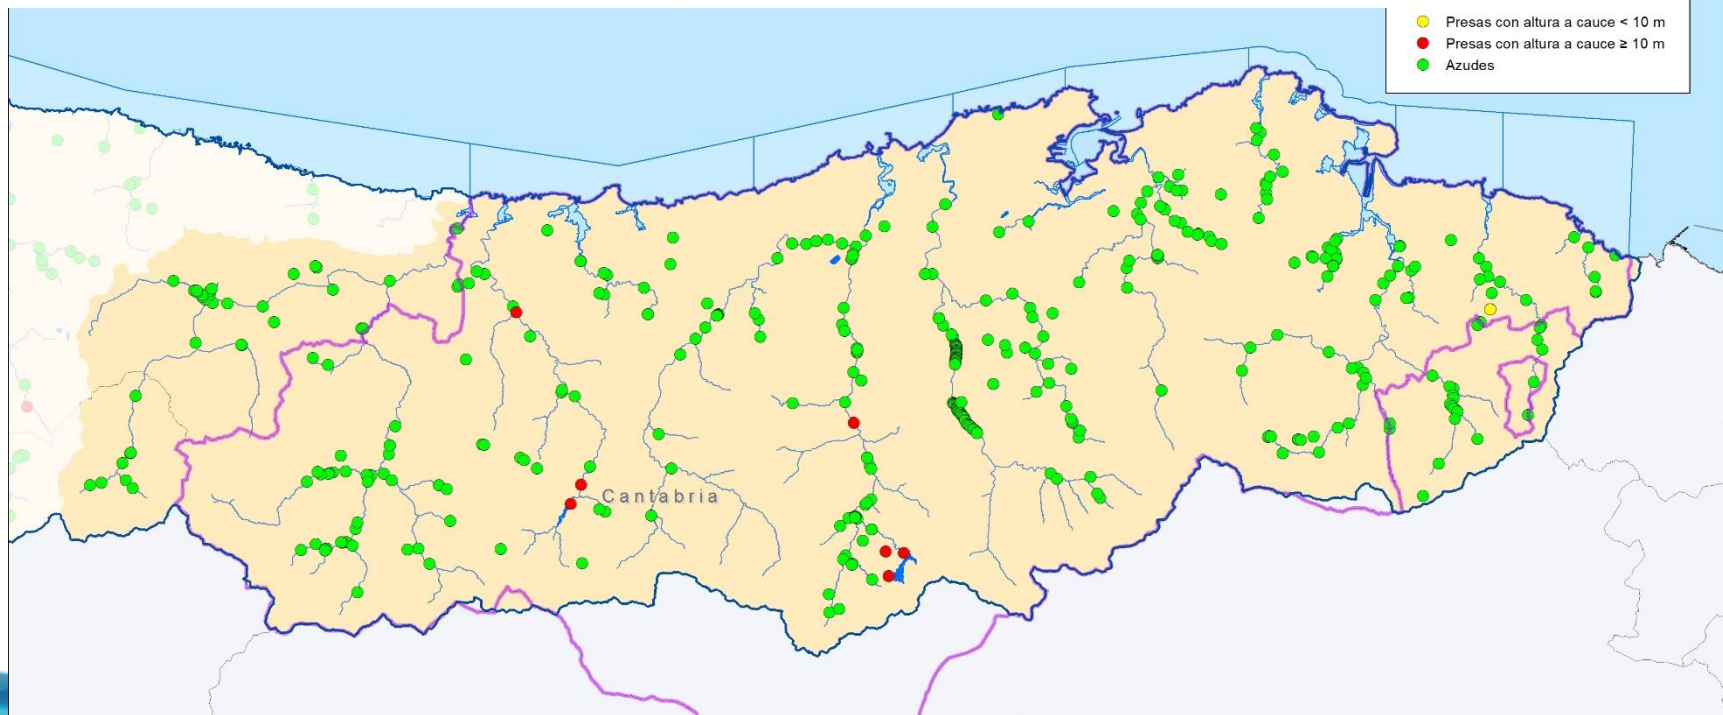 Presas con altura a cauce < 10 m
Presas con altura a cauce ≥ 10 m
Azudes
Cantabria